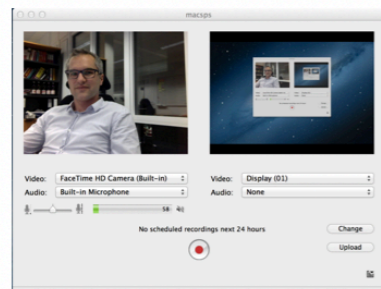 macsps
Video: FaceTime HD Camera (Built-in) Video: Display (01)
Audio: Built-in Microphone Audio: None
58
No scheduled recordings next 24 hours Change
Upload